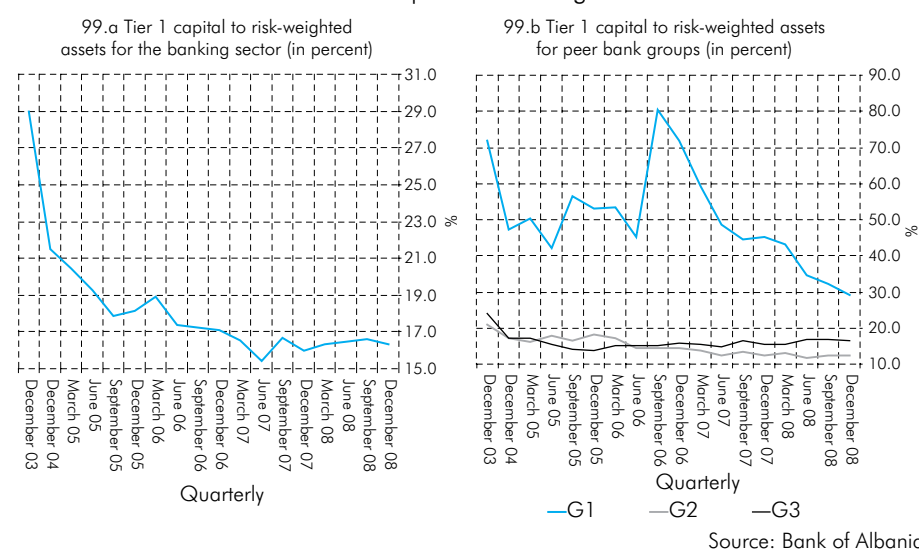 99.a Tier 1 capital to risk-weighted
assets for the banking sector (in percent)
31.0
29.0
27.0
25.0
23.0
21.0
19.0
17.0
15.0
%
December 03
December 04
March 05
June 05
September 05
December 05
March 06
June 06
September 06
December 06
March 07
June 07
September 07
December 07
March 08
June 08
September 08
December 08
Quarterly
99.b Tier 1 capital to risk-weighted assets
for peer bank groups (in percent)
90.0
80.0
70.0
60.0
50.0
40.0
30.0
20.0
10.0
%
December 03
December 04
March 05
June 05
September 05
December 05
March 06
June 06
September 06
December 06
March 07
June 07
September 07
December 07
March 08
June 08
September 08
December 08
Quarterly
G1 G2 G3
Source: Bank of